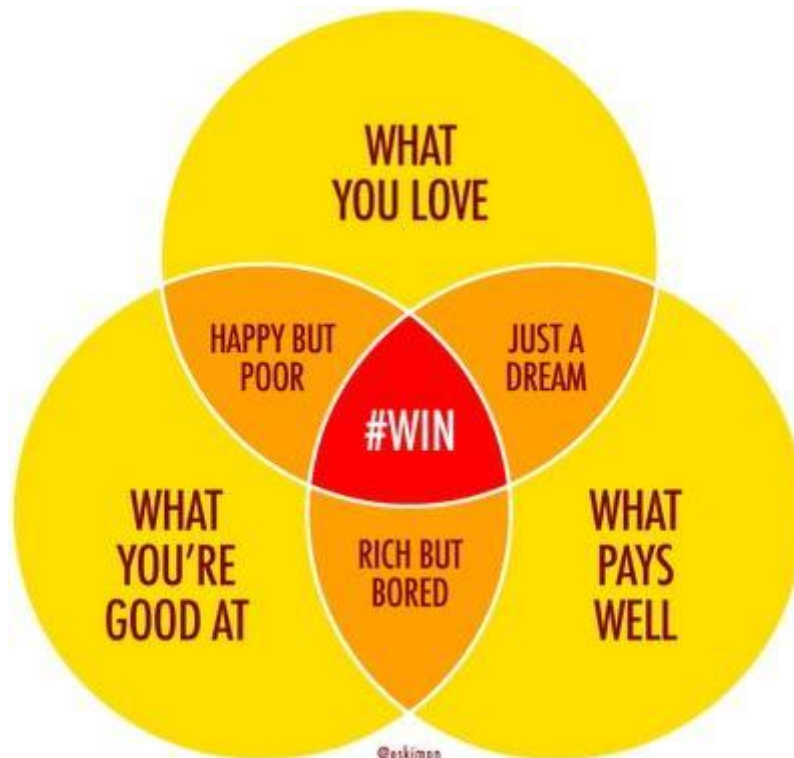 WHAT
YOU LOVE
HAPPY BUT
POOR
JUST A
DREAM
#WIN
WHAT
YOU'RE
GOOD AT
RICH BUT
BORED
WHAT
PAYS
WELL
@eskimon